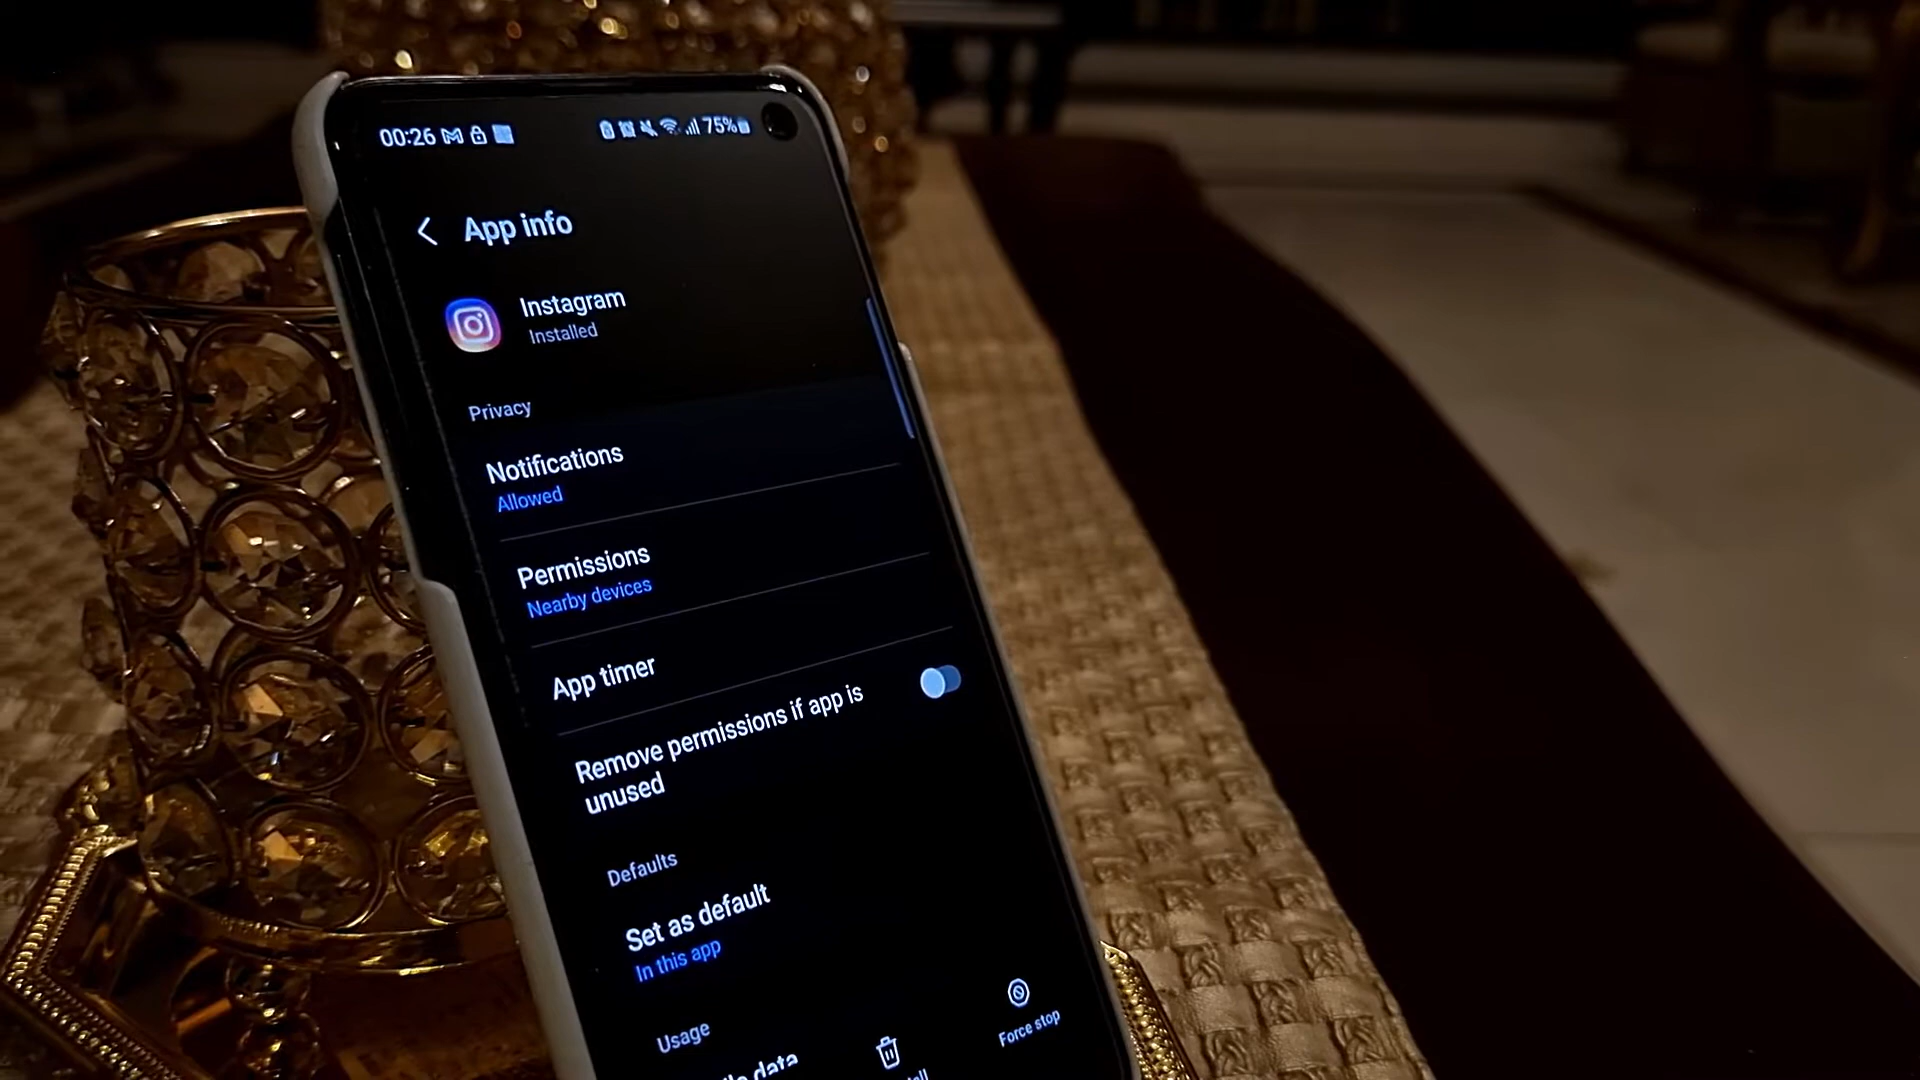 00:26 75%
App info
Instagram
Installed
Privacy
Notifications
Allowed
Permissions
Nearby devices
App timer
Remove permissions if app is
unused
Defaults
Set as default
In this app
Usage
data
Force stop